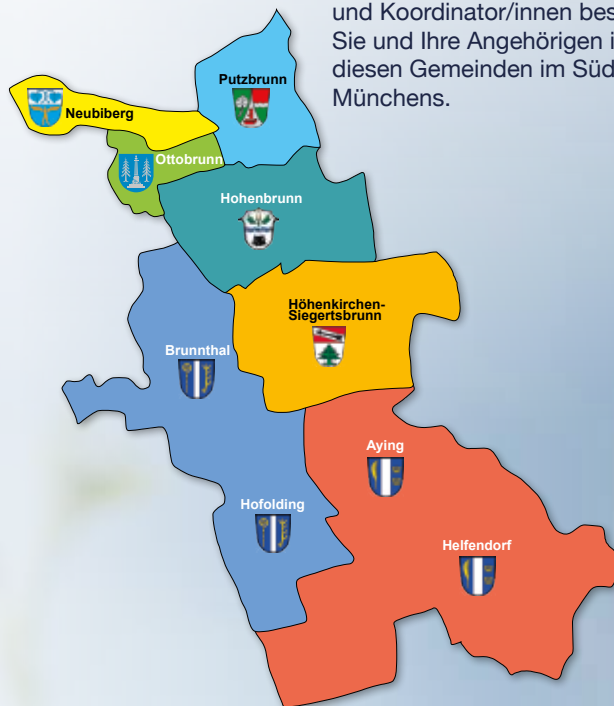 und Koordinator/innen bes
Sie und Ihre Angehörigen i
diesen Gemeinden im Süd
Münchens.
Putzbrunn
Neubiberg
Ottobrunn
Hohenbrunn
Höhenkirchen-
Siegertsbrunn
Brunnthal
Aying
Hofolding
Helfendorf